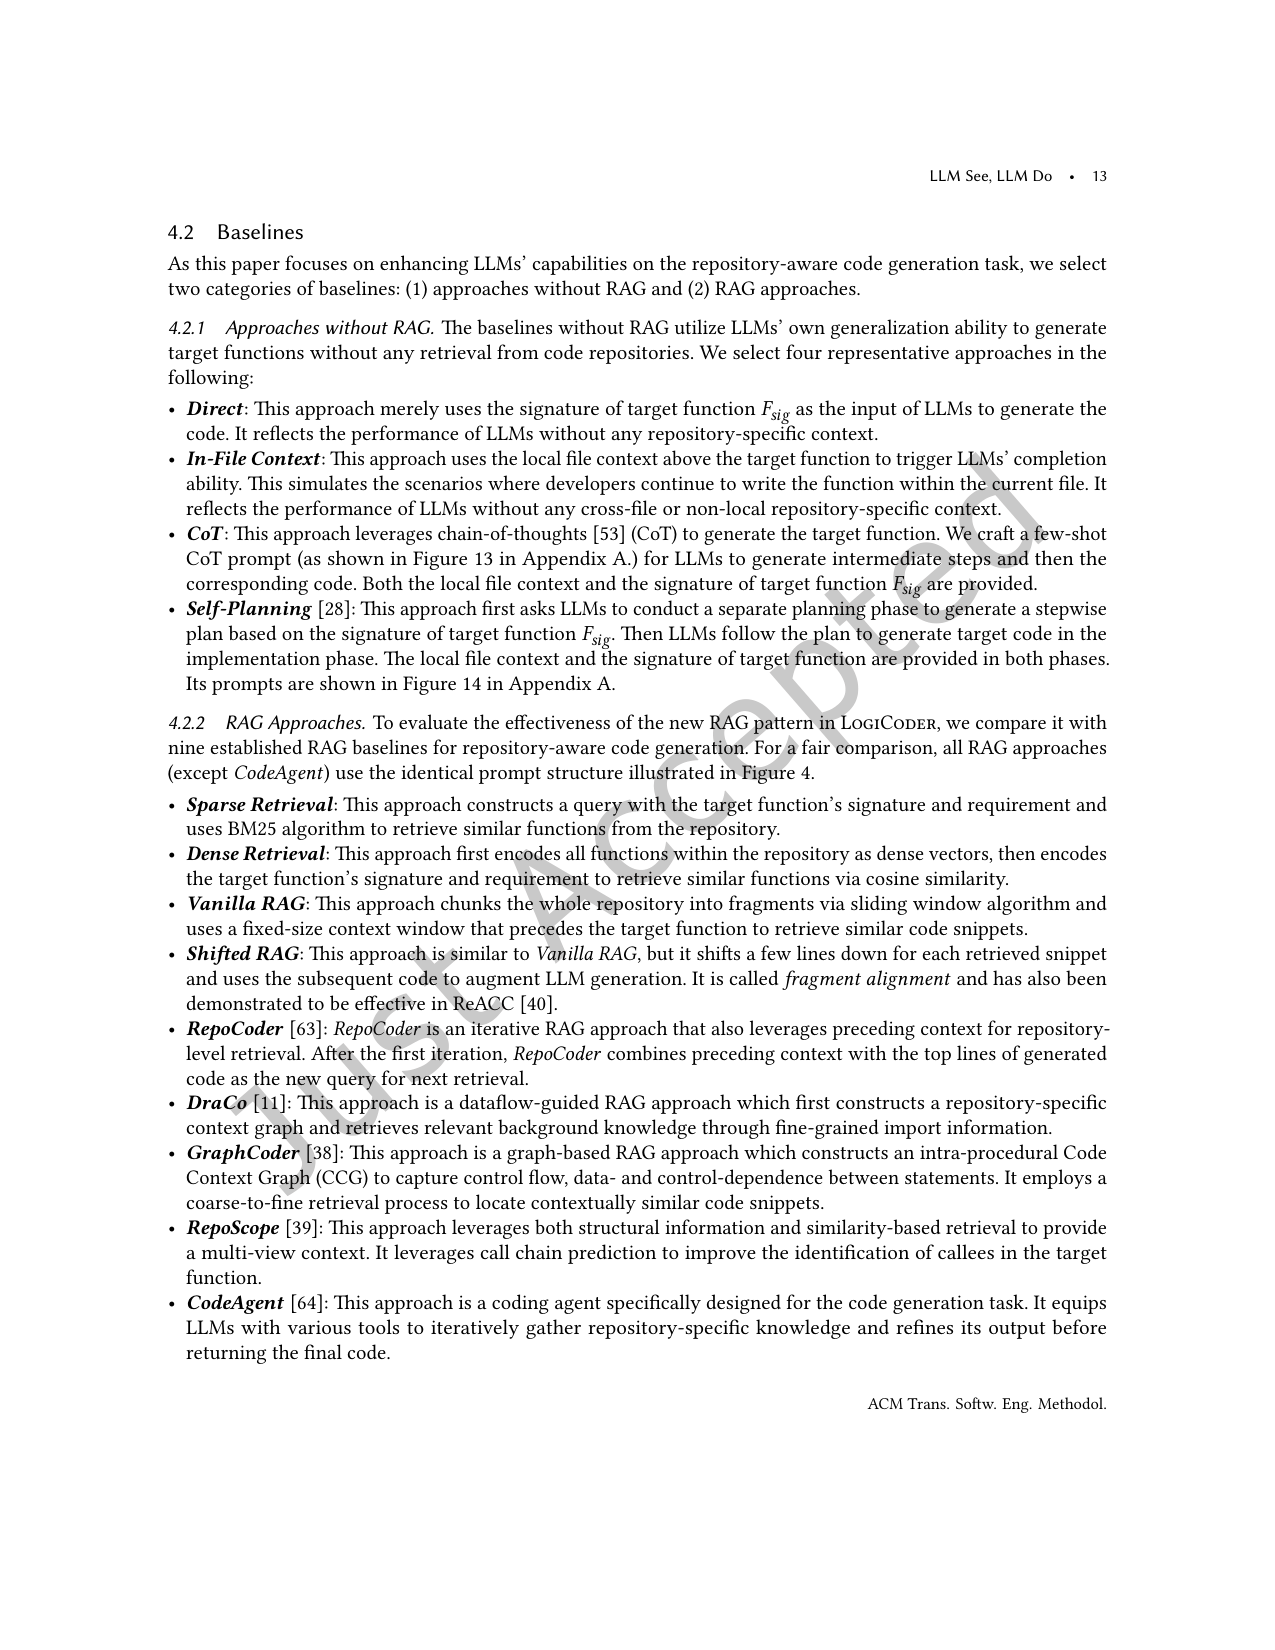 LLM See, LLM Do • 13
4.2 Baselines
As this paper focuses on enhancing LLMs' capabilities on the repository-aware code generation task, we select
two categories of baselines: (1) approaches without RAG and (2) RAG approaches.
4.2.1 Approaches without RAG. The baselines without RAG utilize LLMs' own generalization ability to generate
target functions without any retrieval from code repositories. We select four representative approaches in the
following:
• Direct: This approach merely uses the signature of target function Fsig as the input of LLMs to generate the
code. It reflects the performance of LLMs without any repository-specific context.
• In-File Context: This approach uses the local file context above the target function to trigger LLMs' completion
ability. This simulates the scenarios where developers continue to write the function within the current file. It
reflects the performance of LLMs without any cross-file or non-local repository-specific context.
• CoT: This approach leverages chain-of-thoughts [53] (CoT) to generate the target function. We craft a few-shot
CoT prompt (as shown in Figure 13 in Appendix A.) for LLMs to generate intermediate steps and then the
corresponding code. Both the local file context and the signature of target function Fsig are provided.
• Self-Planning [28]: This approach first asks LLMs to conduct a separate planning phase to generate a stepwise
plan based on the signature of target function Fsig. Then LLMs follow the plan to generate target code in the
implementation phase. The local file context and the signature of target function are provided in both phases.
Its prompts are shown in Figure 14 in Appendix A.
4.2.2 RAG Approaches. To evaluate the effectiveness of the new RAG pattern in LogiCoder, we compare it with
nine established RAG baselines for repository-aware code generation. For a fair comparison, all RAG approaches
(except CodeAgent) use the identical prompt structure illustrated in Figure 4.
• Sparse Retrieval: This approach constructs a query with the target function's signature and requirement and
uses BM25 algorithm to retrieve similar functions from the repository.
• Dense Retrieval: This approach first encodes all functions within the repository as dense vectors, then encodes
the target function's signature and requirement to retrieve similar functions via cosine similarity.
• Vanilla RAG: This approach chunks the whole repository into fragments via sliding window algorithm and
uses a fixed-size context window that precedes the target function to retrieve similar code snippets.
• Shifted RAG: This approach is similar to Vanilla RAG, but it shifts a few lines down for each retrieved snippet
and uses the subsequent code to augment LLM generation. It is called fragment alignment and has also been
demonstrated to be effective in ReACC [40].
• RepoCoder [63]: RepoCoder is an iterative RAG approach that also leverages preceding context for repository-
level retrieval. After the first iteration, RepoCoder combines preceding context with the top lines of generated
code as the new query for next retrieval.
• DraCo [11]: This approach is a dataflow-guided RAG approach which first constructs a repository-specific
context graph and retrieves relevant background knowledge through fine-grained import information.
• GraphCoder [38]: This approach is a graph-based RAG approach which constructs an intra-procedural Code
Context Graph (CCG) to capture control flow, data- and control-dependence between statements. It employs a
coarse-to-fine retrieval process to locate contextually similar code snippets.
• RepoScope [39]: This approach leverages both structural information and similarity-based retrieval to provide
a multi-view context. It leverages call chain prediction to improve the identification of callees in the target
function.
• CodeAgent [64]: This approach is a coding agent specifically designed for the code generation task. It equips
LLMs with various tools to iteratively gather repository-specific knowledge and refines its output before
returning the final code.
ACM Trans. Softw. Eng. Methodol.
Just Accepted